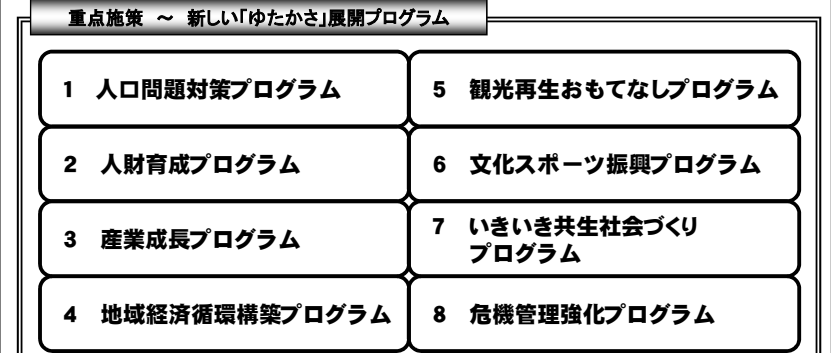 重点施策 ～ 新しい「ゆたかさ」展開プログラム
1 人口問題対策プログラム
2 人財育成プログラム
3 産業成長プログラム
4 地域経済循環構築プログラム
5 観光再生おもてなしプログラム
6 文化スポーツ振興プログラム
7 いきいき共生社会づくり
プログラム
8 危機管理強化プログラム